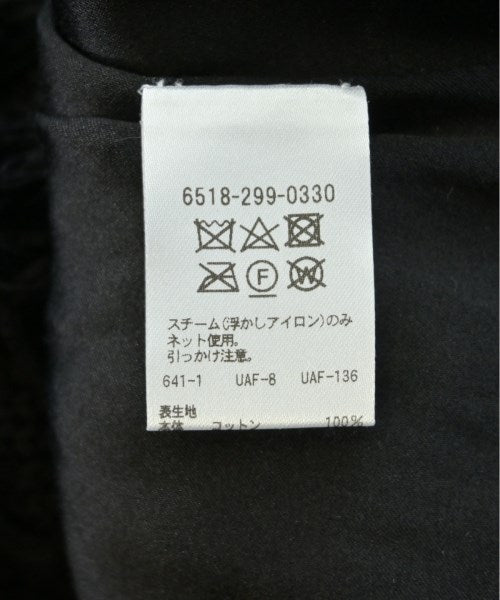 6518-299-0330
F W
スチーム(浮かしアイロン)のみ
ネット使用。
引っかけ注意。
641-1 UAF-8 UAF-136
表生地
本体 コットン 100%